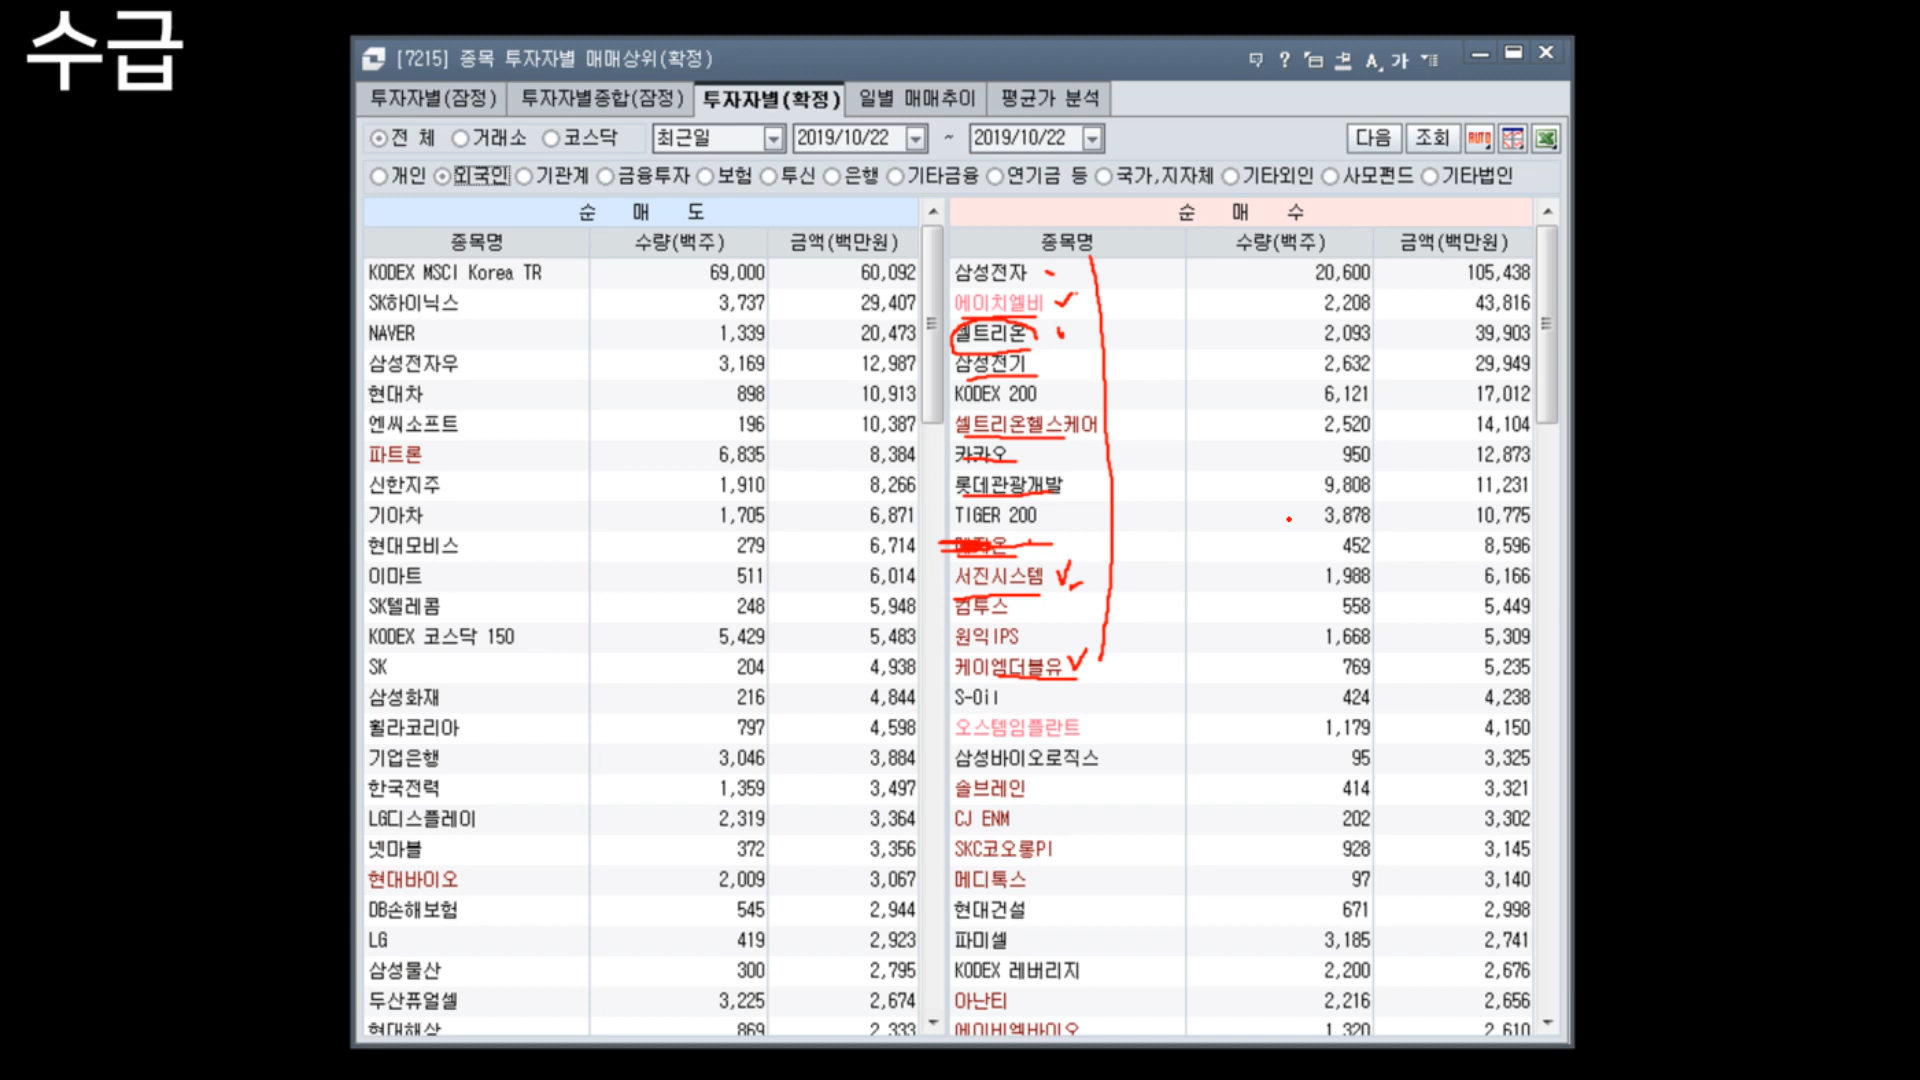 수급
[7215] 종목 투자자별 매매상위(확정)
투자자별(잠정) 투자자별종합(잠정) 투자자별(확정) 일별 매매추이 평균가 분석
전 체 거래소 코스닥 최근일 2019/10/22 ~ 2019/10/22 다음 조회 AUTO
개인 외국인 기관계 금융투자 보험 투신 은행 기타금융 연기금 등 국가,지자체 기타외인 사모펀드 기타법인
순 매 도 순 매 수
종목명 수량(백주) 금액(백만원) 종목명 수량(백주) 금액(백만원)
KODEX MSCI Korea TR 69,000 60,092 삼성전자 20,600 105,438
SK하이닉스 3,737 29,407 에이치엘비 2,208 43,816
NAVER 1,339 20,473 셀트리온 2,093 39,903
삼성전자우 3,169 12,987 삼성전기 2,632 29,949
현대차 898 10,913 KODEX 200 6,121 17,012
엔씨소프트 196 10,387 셀트리온헬스케어 2,520 14,104
파트론 6,835 8,384 카카오 950 12,873
신한지주 1,910 8,266 롯데관광개발 9,808 11,231
기아차 1,705 6,871 TIGER 200 3,878 10,775
현대모비스 279 6,714 452 8,596
이마트 511 6,014 서진시스템 1,988 6,166
SK텔레콤 248 5,948 컴투스 558 5,449
KODEX 코스닥 150 5,429 5,483 원익IPS 1,668 5,309
SK 204 4,938 케이엠더블유 769 5,235
삼성화재 216 4,844 S-Oil 424 4,238
휠라코리아 797 4,598 오스템임플란트 1,179 4,150
기업은행 3,046 3,884 삼성바이오로직스 95 3,325
한국전력 1,359 3,497 솔브레인 414 3,321
LG디스플레이 2,319 3,364 CJ ENM 202 3,302
넷마블 372 3,356 SKC코오롱PI 928 3,145
현대바이오 2,009 3,067 메디톡스 97 3,140
DB손해보험 545 2,944 현대건설 671 2,998
LG 419 2,923 파미셀 3,185 2,741
삼성물산 300 2,795 KODEX 레버리지 2,200 2,676
두산퓨얼셀 3,225 2,674 아난티 2,216 2,656
현대해상 869 2,333 에이비엘바이오 1,320 2,610